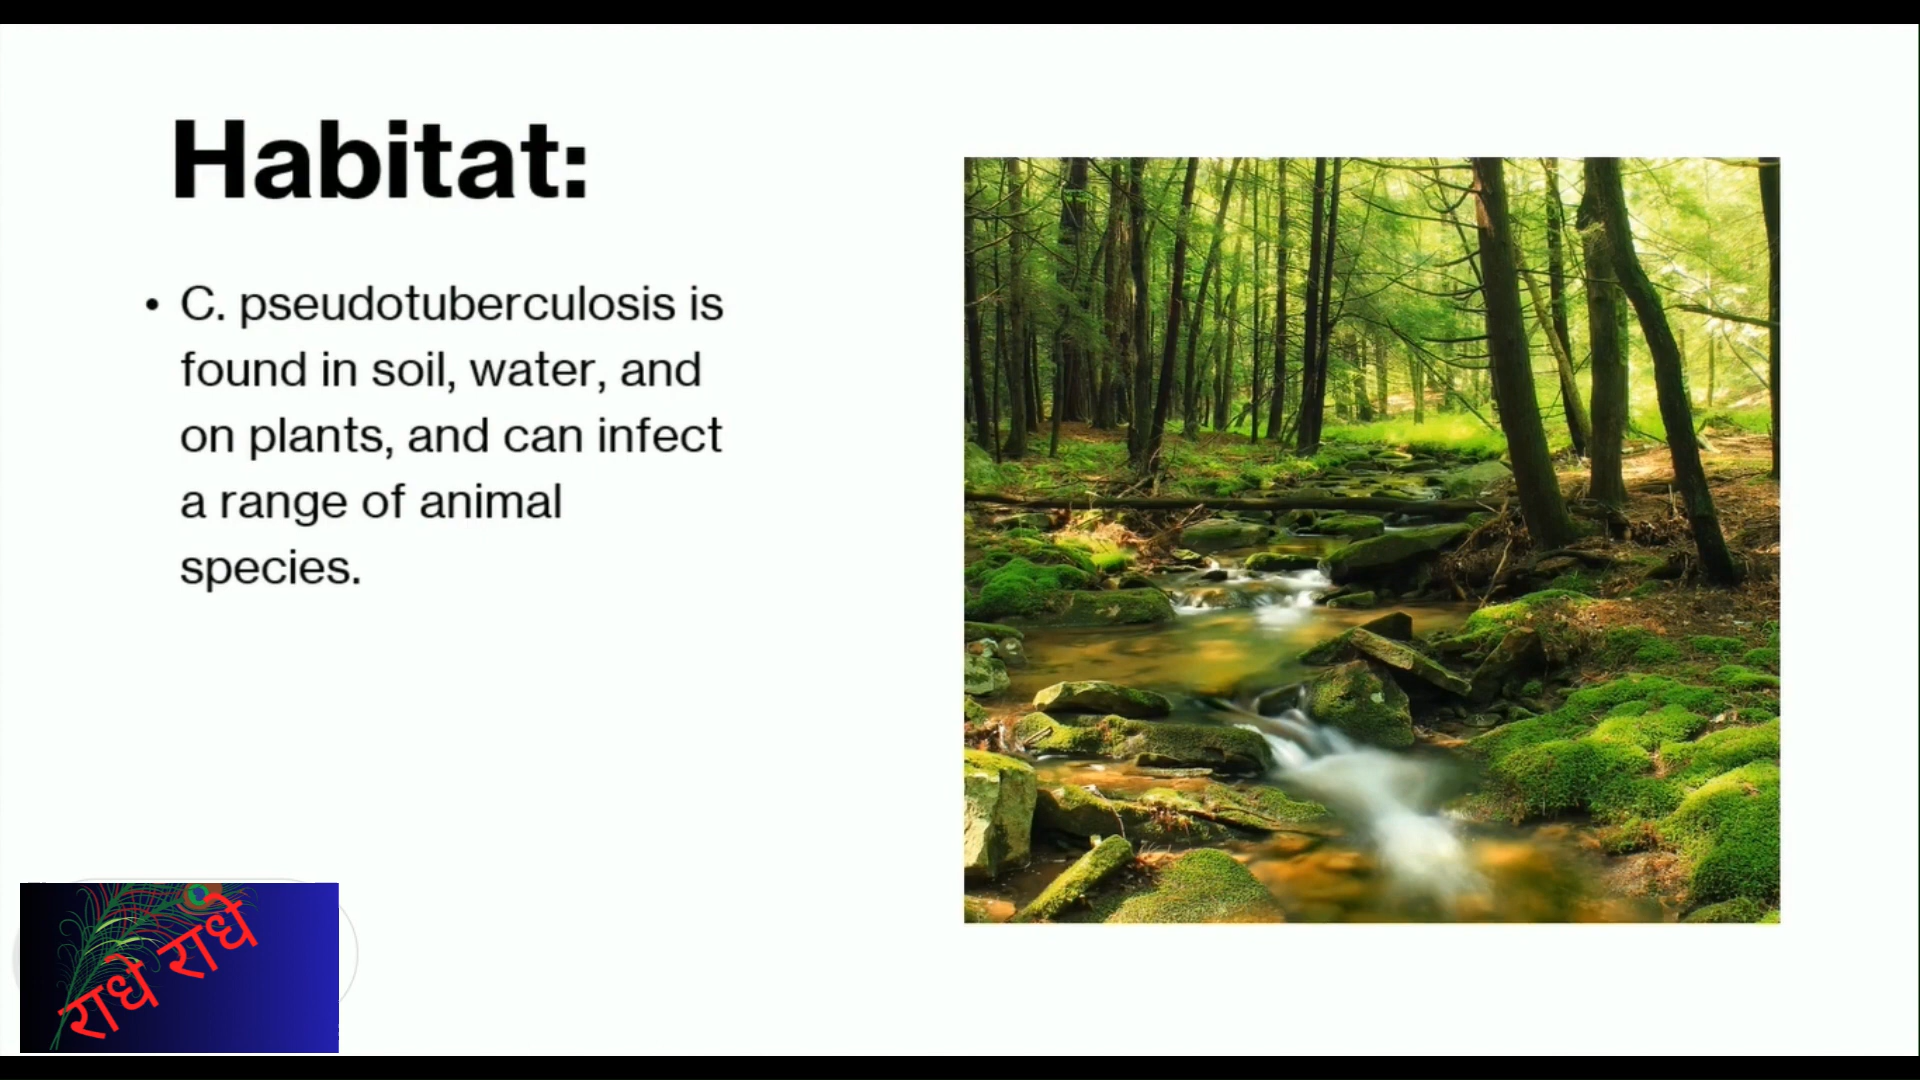 Habitat:
• C. pseudotuberculosis is
found in soil, water, and
on plants, and can infect
a range of animal
species.
राधे राधे